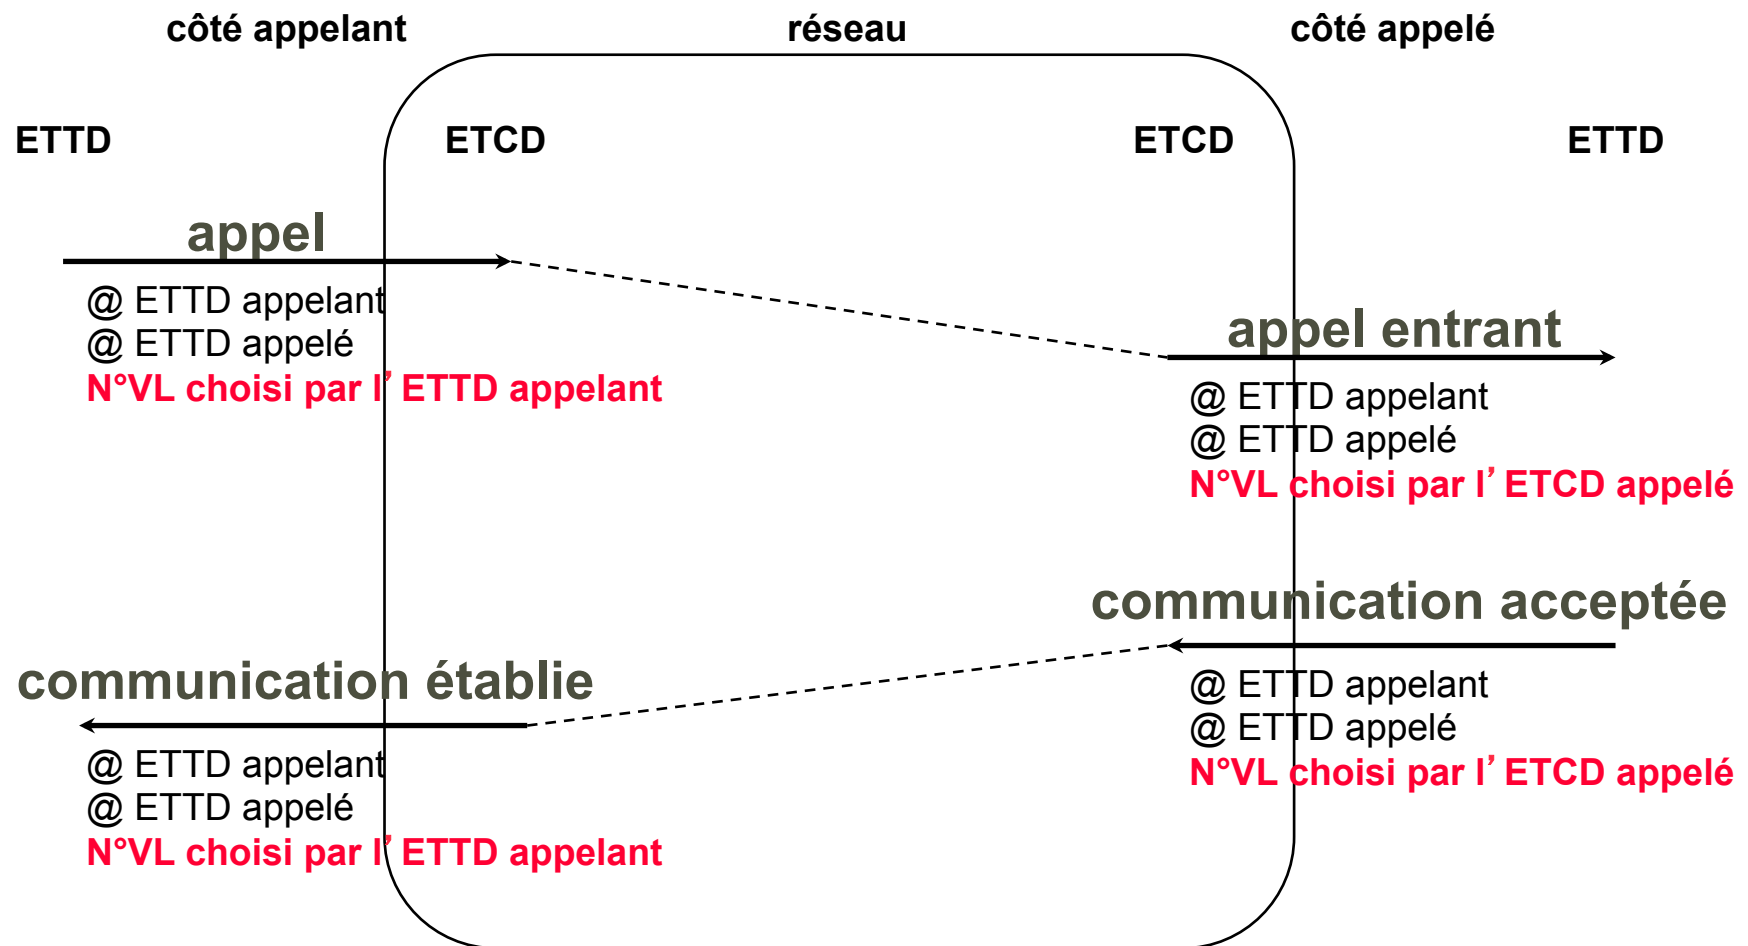 côté appelant réseau côté appelé
ETTD ETCD ETCD ETTD
appel
@ ETTD appelant
@ ETTD appelé
N°VL choisi par l’ETTD appelant
appel entrant
@ ETTD appelant
@ ETTD appelé
N°VL choisi par l’ETCD appelé
communication acceptée
@ ETTD appelant
@ ETTD appelé
N°VL choisi par l’ETCD appelé
communication établie
@ ETTD appelant
@ ETTD appelé
N°VL choisi par l’ETTD appelant